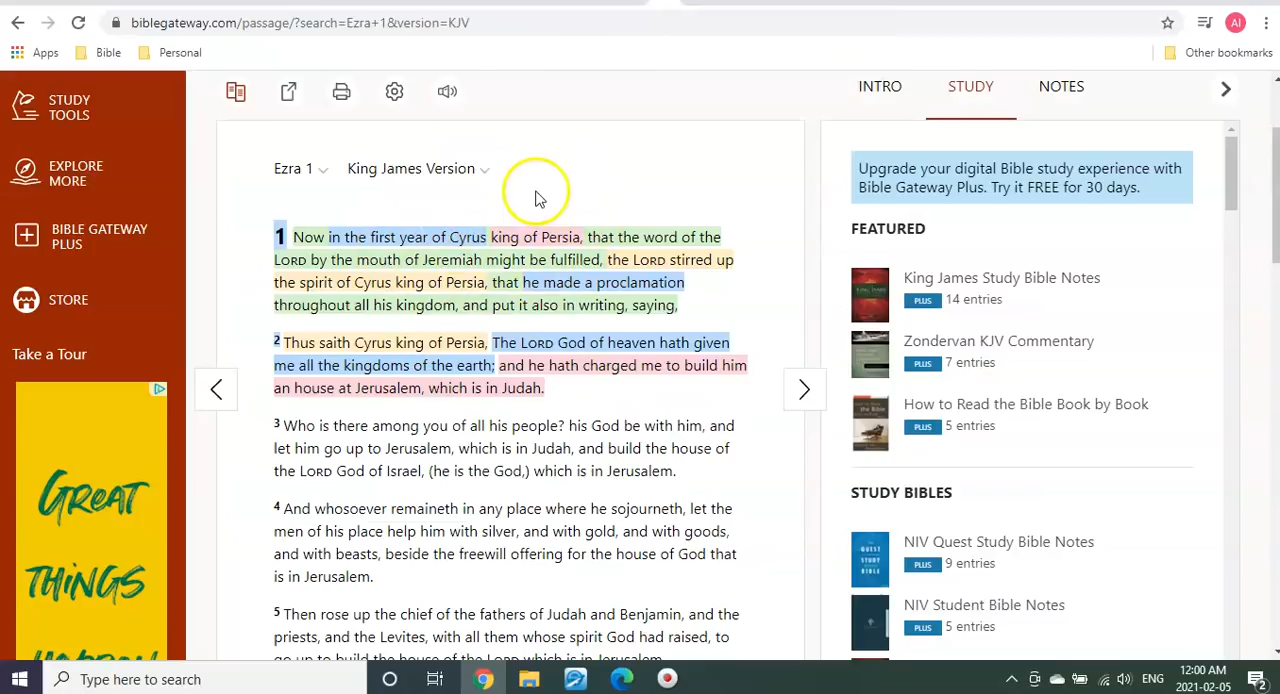 biblegateway.com/passage/?search=Ezra+1&version=KJV
AI
Apps Bible Personal Other bookmarks
STUDY
TOOLS
EXPLORE
MORE
BIBLE GATEWAY
PLUS
STORE
Take a Tour
GREAT
THINGS
Ezra 1 King James Version
1 Now in the first year of Cyrus king of Persia, that the word of the
LORD by the mouth of Jeremiah might be fulfilled, the LORD stirred up
the spirit of Cyrus king of Persia, that he made a proclamation
throughout all his kingdom, and put it also in writing, saying,
2 Thus saith Cyrus king of Persia, The LORD God of heaven hath given
me all the kingdoms of the earth; and he hath charged me to build him
an house at Jerusalem, which is in Judah.
3 Who is there among you of all his people? his God be with him, and
let him go up to Jerusalem, which is in Judah, and build the house of
the LORD God of Israel, (he is the God,) which is in Jerusalem.
4 And whosoever remaineth in any place where he sojourneth, let the
men of his place help him with silver, and with gold, and with goods,
and with beasts, beside the freewill offering for the house of God that
is in Jerusalem.
5 Then rose up the chief of the fathers of Judah and Benjamin, and the
priests, and the Levites, with all them whose spirit God had raised, to
go up to build the house of the LORD which is in Jerusalem.
INTRO STUDY NOTES
Upgrade your digital Bible study experience with
Bible Gateway Plus. Try it FREE for 30 days.
FEATURED
King James Study Bible Notes
PLUS 14 entries
Zondervan KJV Commentary
PLUS 7 entries
How to Read the Bible Book by Book
PLUS 5 entries
STUDY BIBLES
NIV Quest Study Bible Notes
PLUS 9 entries
NIV Student Bible Notes
PLUS 5 entries
Type here to search
ENG
12:00 AM
2021-02-05
2